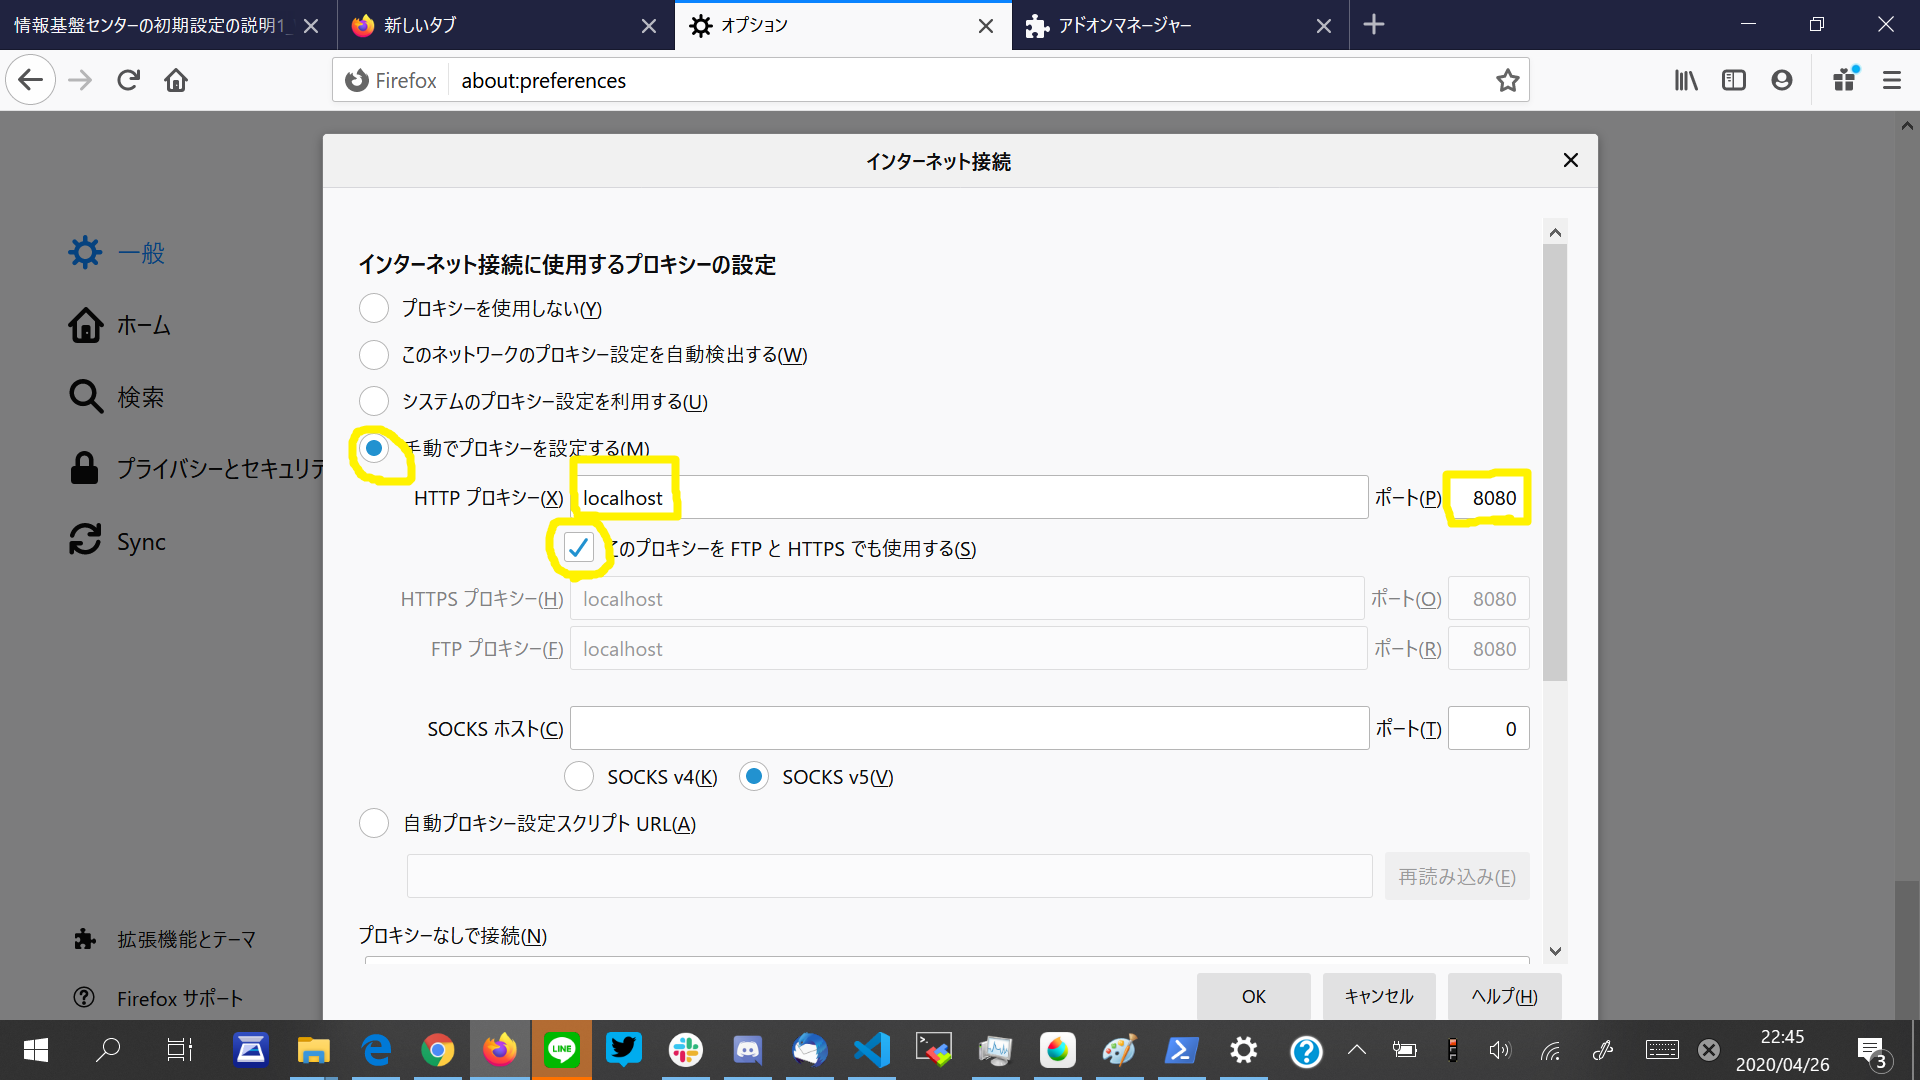 情報基盤センターの初期設定の説明1_
新しいタブ
オプション
アドオンマネージャー
Firefox
about:preferences
インターネット接続
一般
ホーム
検索
プライバシーとセキュリテ
Sync
拡張機能とテーマ
Firefox サポート
インターネット接続に使用するプロキシーの設定
プロキシーを使用しない(Y)
このネットワークのプロキシー設定を自動検出する(W)
システムのプロキシー設定を利用する(U)
手動でプロキシーを設定する(M)
HTTP プロキシー(X) localhost ポート(P) 8080
このプロキシーを FTP と HTTPS でも使用する(S)
HTTPS プロキシー(H) localhost ポート(O) 8080
FTP プロキシー(F) localhost ポート(R) 8080
SOCKS ホスト(C) ポート(T) 0
SOCKS v4(K) SOCKS v5(V)
自動プロキシー設定スクリプト URL(A)
再読み込み(E)
プロキシーなしで接続(N)
OK キャンセル ヘルプ(H)
LINE
22:45
2020/04/26
3